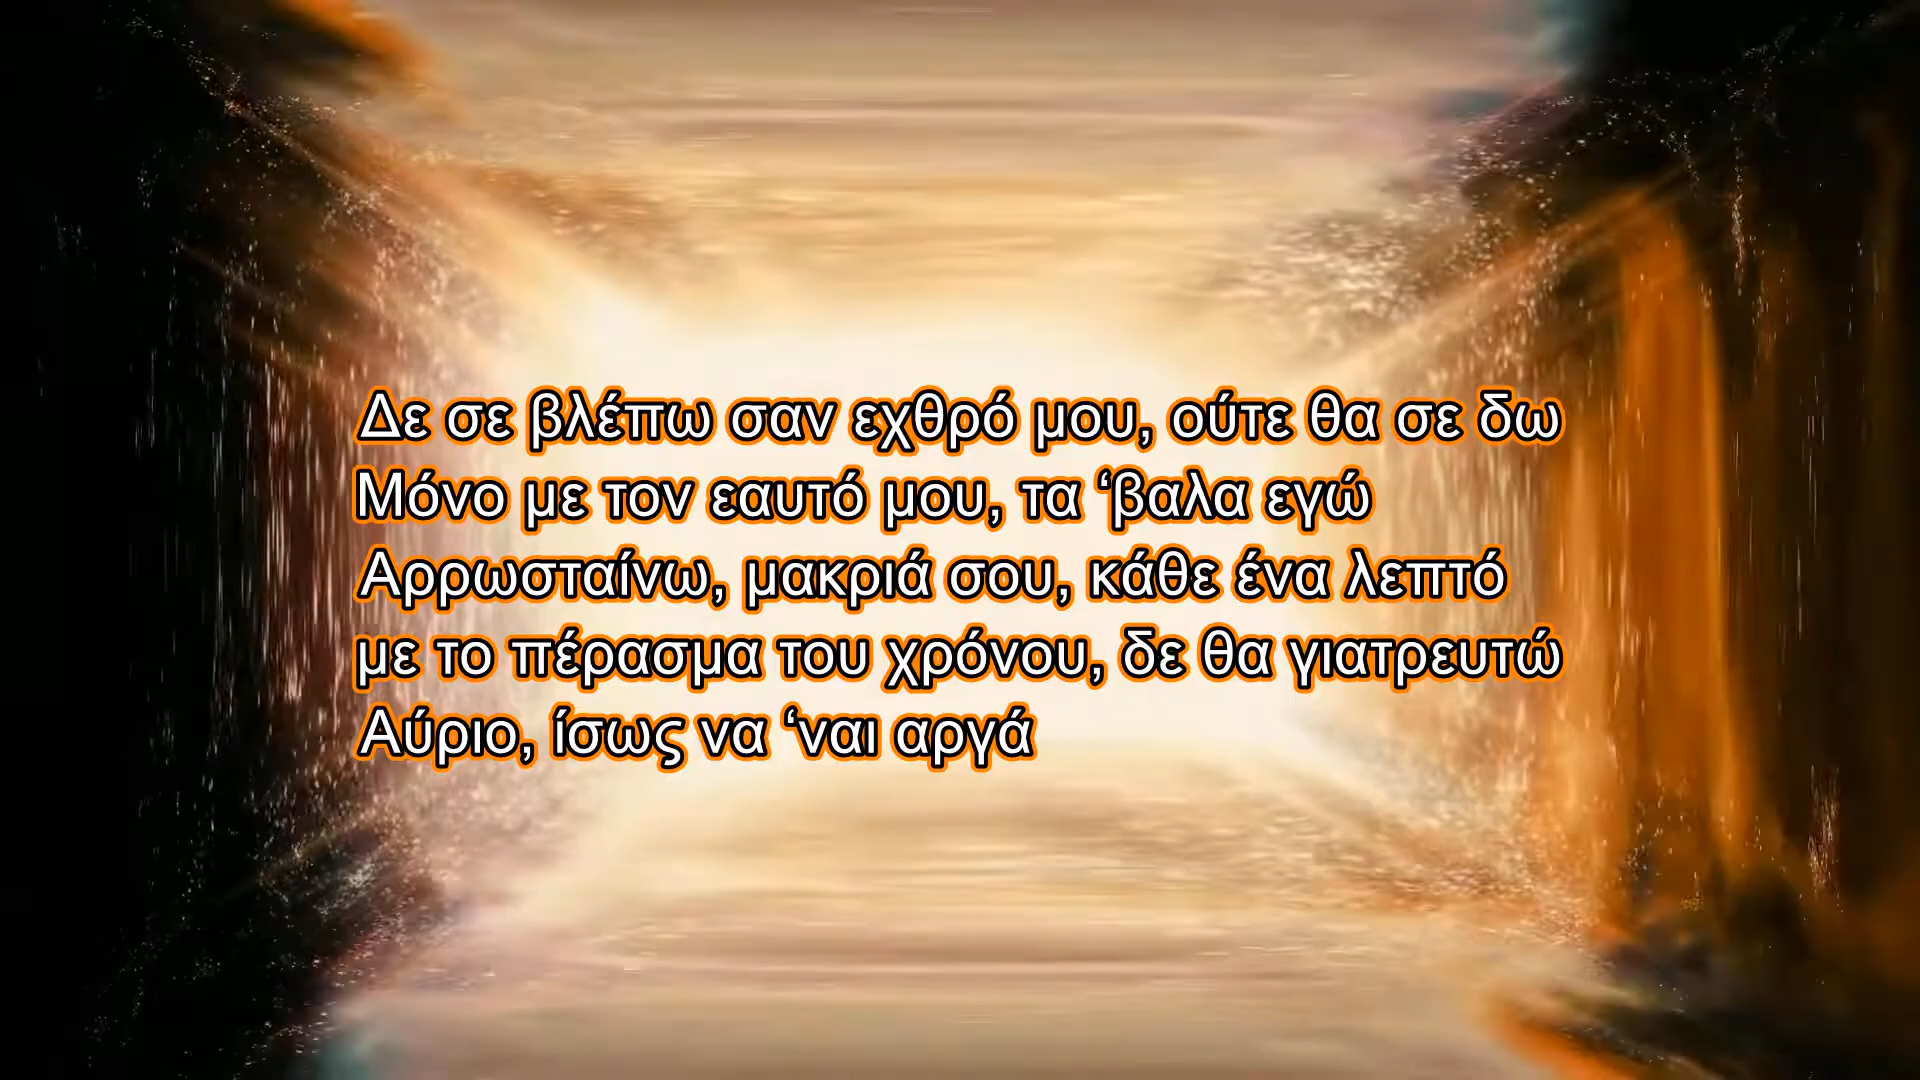 Δε σε βλέπω σαν εχθρό μου, ούτε θα σε δω
Μόνο με τον εαυτό μου, τα ‘βαλα εγώ
Αρρωσταίνω, μακριά σου, κάθε ένα λεπτό
με το πέρασμα του χρόνου, δε θα γιατρευτώ
Αύριο, ίσως να ‘ναι αργά